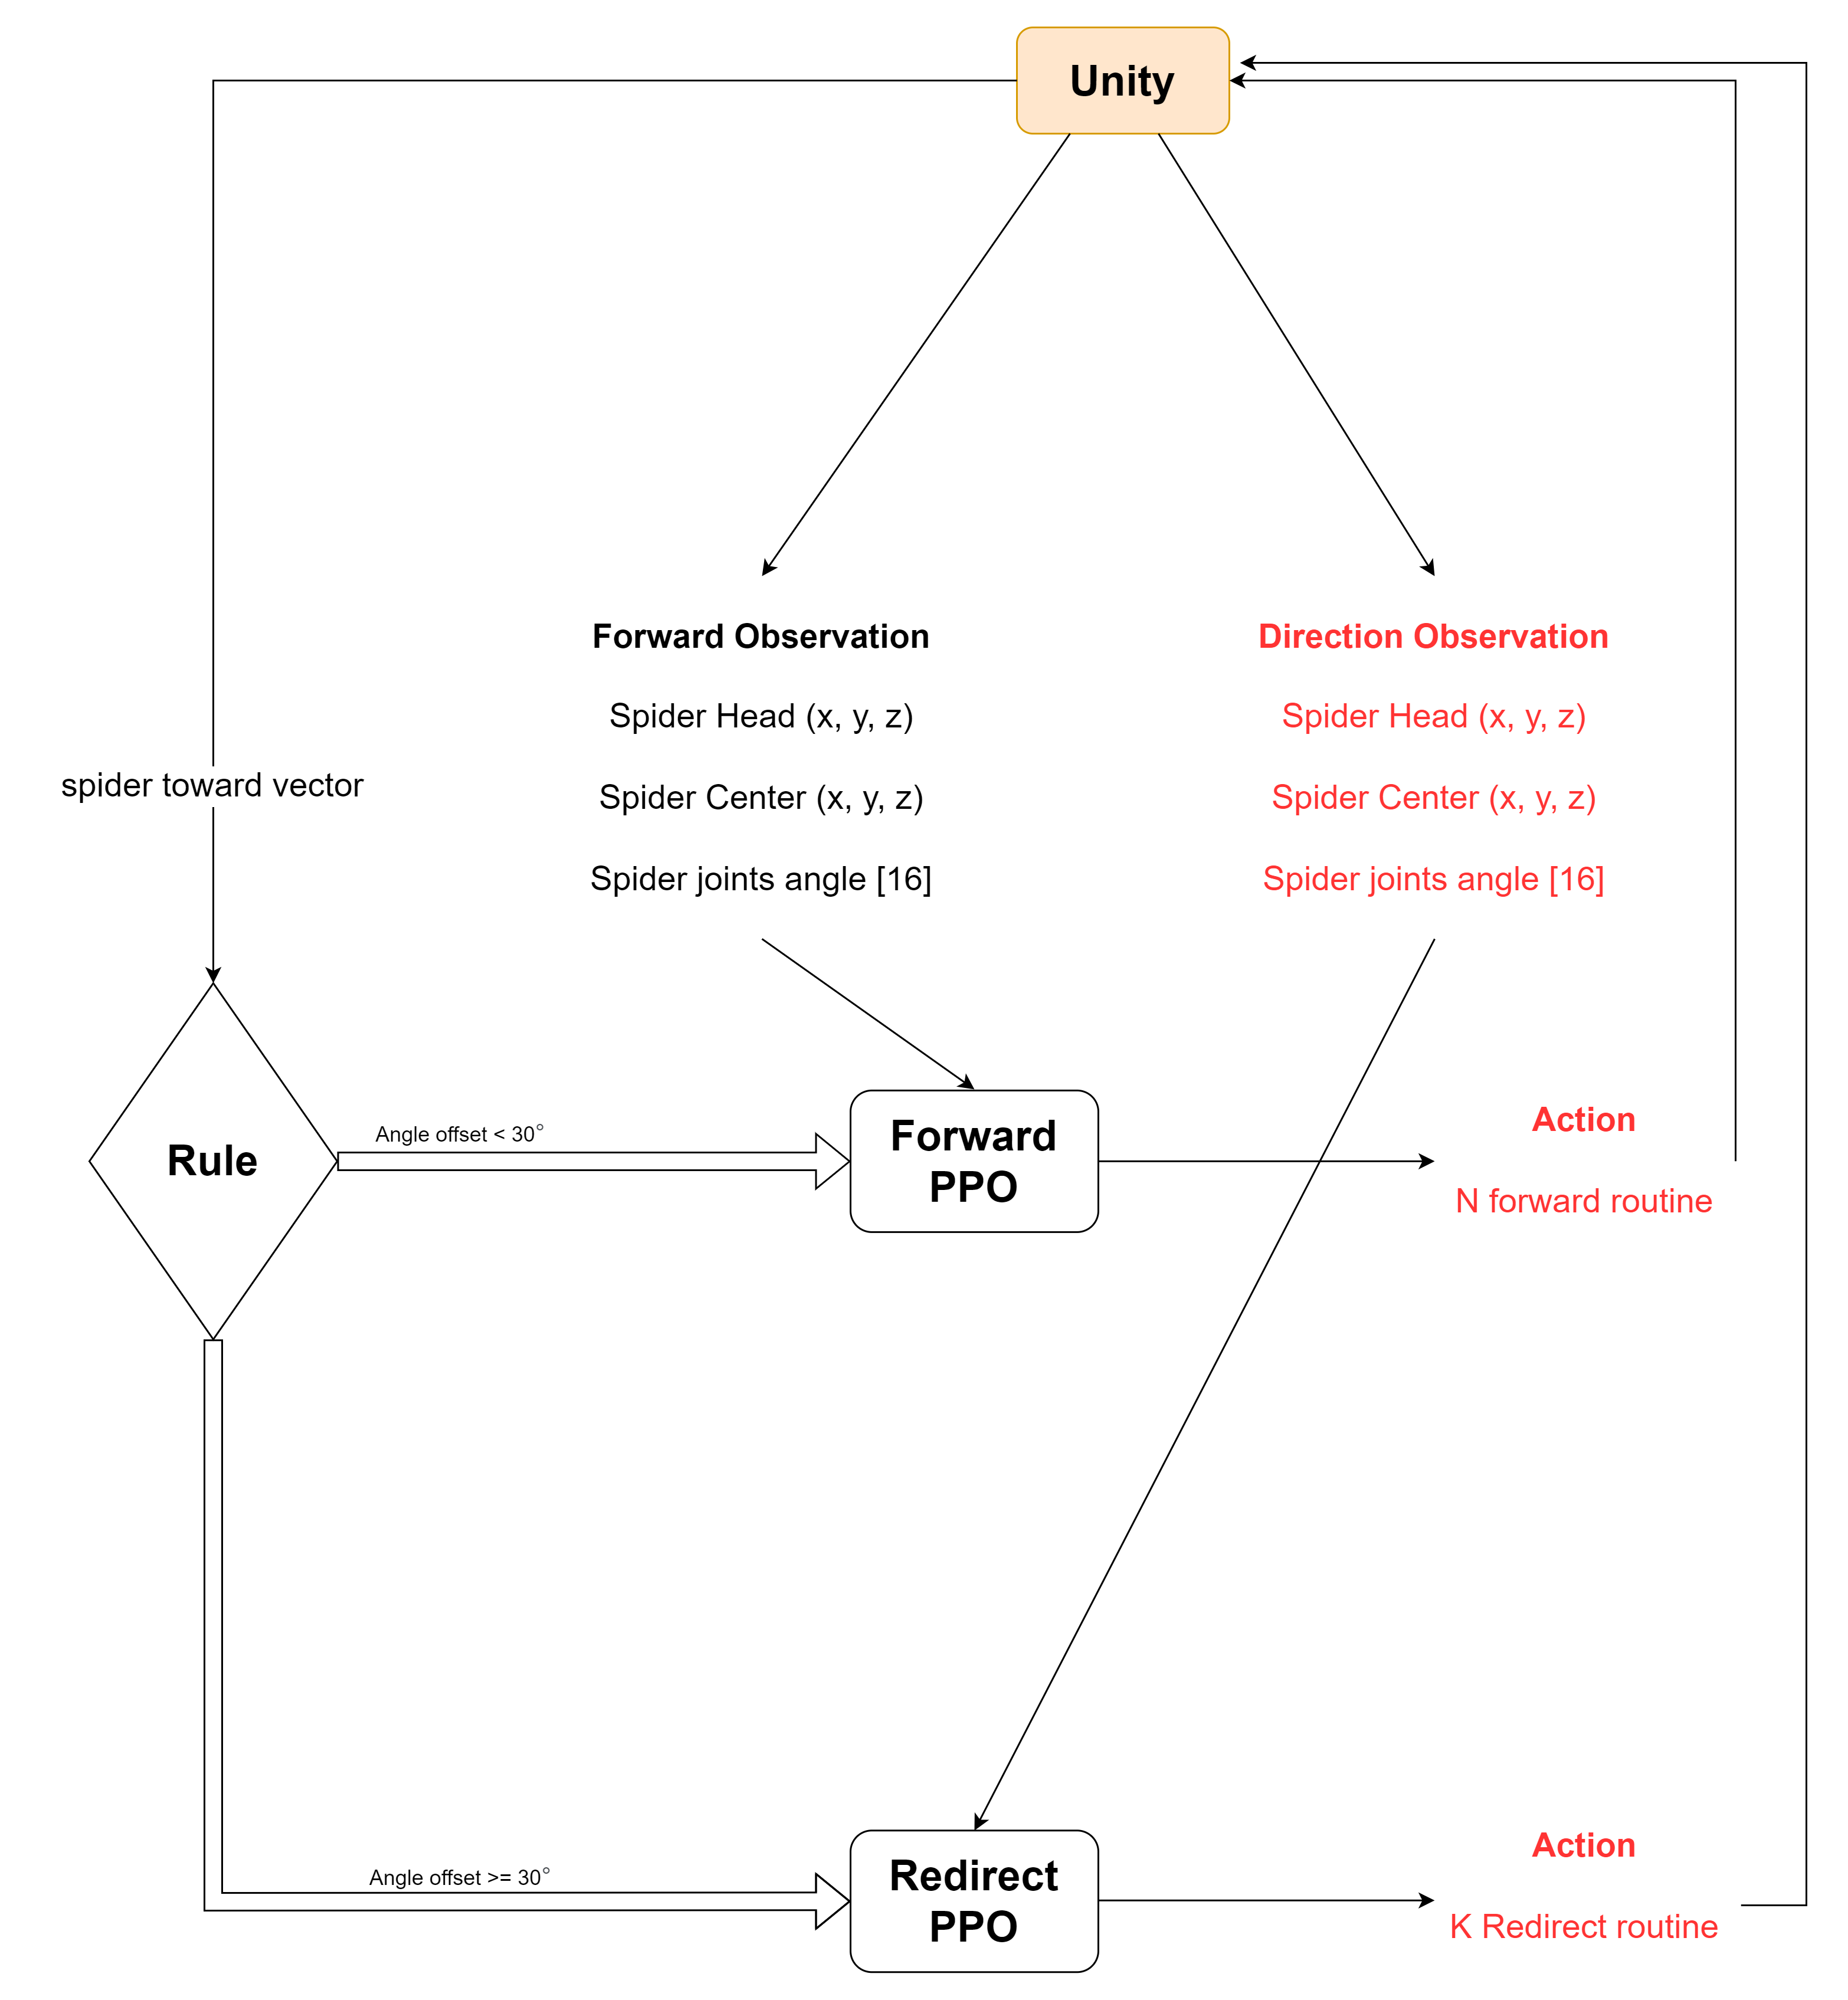 Unity
Forward Observation
Spider Head (x, y, z)
Spider Center (x, y, z)
Spider joints angle [16]
Direction Observation
Spider Head (x, y, z)
Spider Center (x, y, z)
Spider joints angle [16]
spider toward vector
Rule
Angle offset < 30°
Forward
PPO
Action
N forward routine
Angle offset >= 30°
Redirect
PPO
Action
K Redirect routine